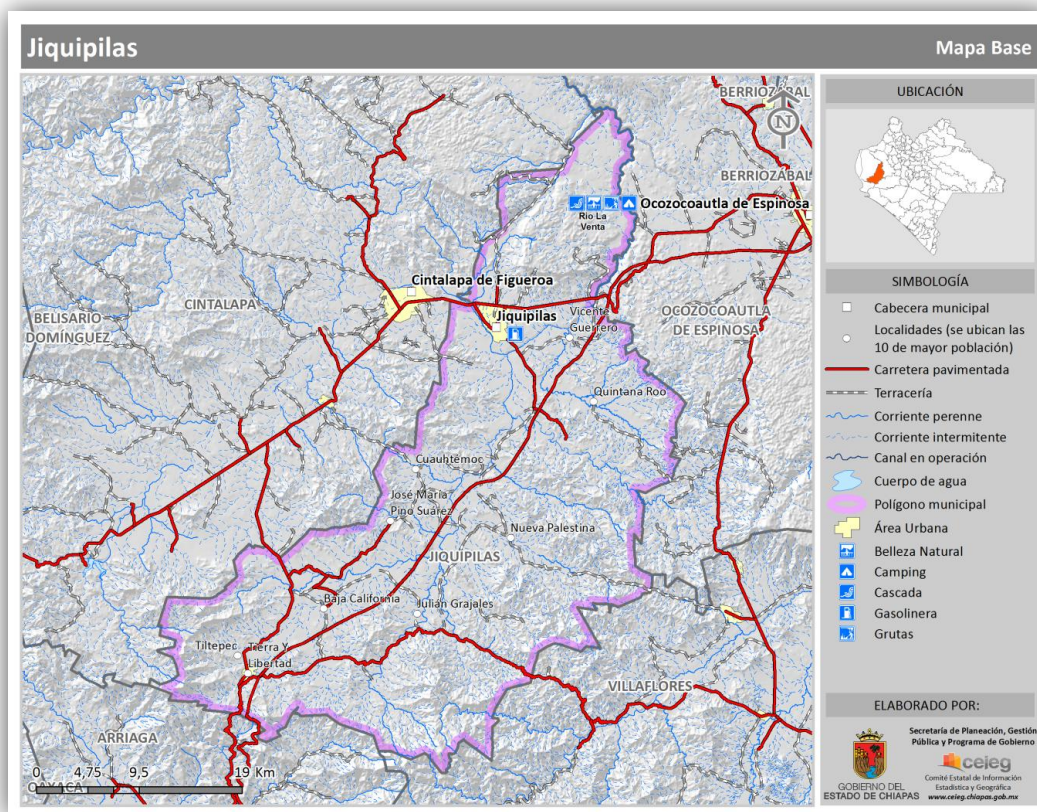 Jiquipilas
Mapa Base
BERRIOZÁBAL
N
BERRIOZÁBAL
Ocozocoautla de Espinosa
Río La
Venta
Cintalapa de Figueroa
CINTALAPA
BELISARIO
DOMÍNGUEZ
Jiquipilas
Vicente
Guerrero
OCOZOCOAUTLA
DE ESPINOSA
Quintana Roo
Cuauhtémoc
José María
Pino Suárez
Nueva Palestina
JIQUIPILAS
Baja California
Julián Grajales
Tiltepec
Tierra Y
Libertad
VILLAFLORES
ARRIAGA
OAXACA
0 4,75 9,5 19 Km
UBICACIÓN
SIMBOLOGÍA
Cabecera municipal
Localidades (se ubican las
10 de mayor población)
Carretera pavimentada
Terracería
Corriente perenne
Corriente intermitente
Canal en operación
Cuerpo de agua
Polígono municipal
Área Urbana
Belleza Natural
Camping
Cascada
Gasolinera
Grutas
ELABORADO POR:
Secretaría de Planeación, Gestión
Pública y Programa de Gobierno
GOBIERNO DEL
ESTADO DE CHIAPAS
ceieg
Comité Estatal de Información
Estadística y Geográfica
www.ceieg.chiapas.gob.mx